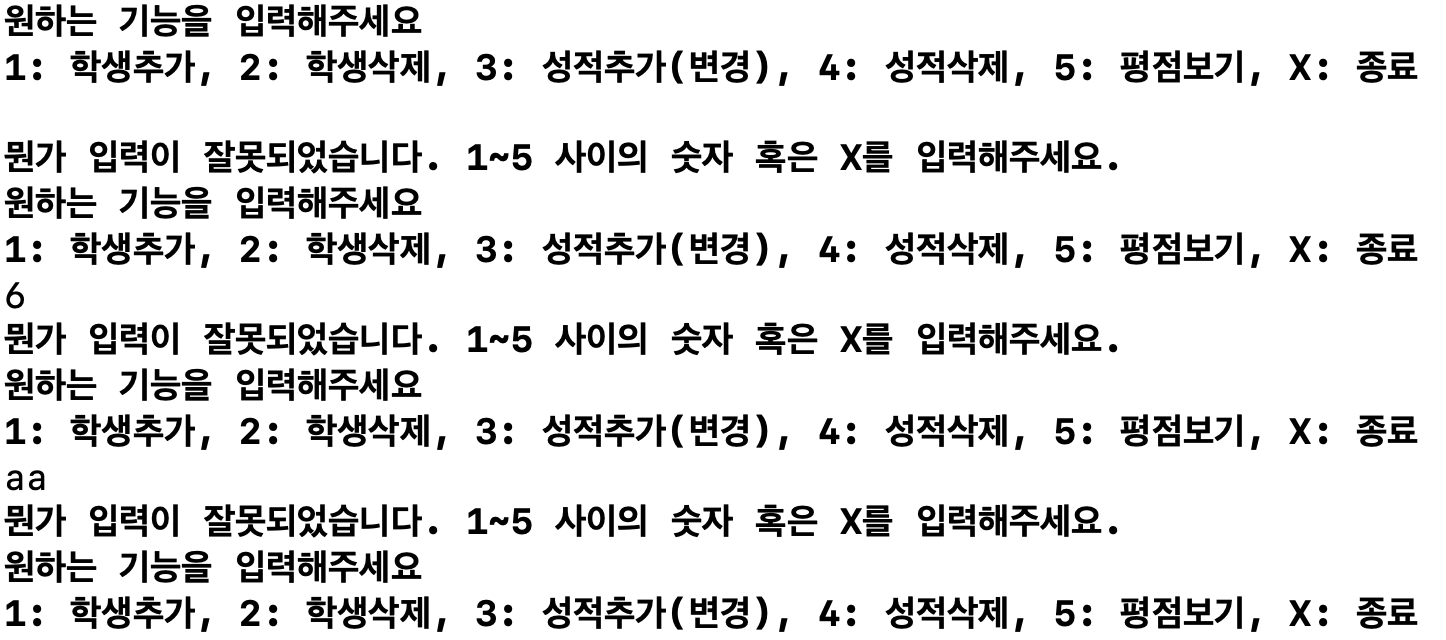 원하는 기능을 입력해주세요
1: 학생추가, 2: 학생삭제, 3: 성적추가(변경), 4: 성적삭제, 5: 평점보기, X: 종료
뭔가 입력이 잘못되었습니다. 1~5 사이의 숫자 혹은 X를 입력해주세요.
원하는 기능을 입력해주세요
1: 학생추가, 2: 학생삭제, 3: 성적추가(변경), 4: 성적삭제, 5: 평점보기, X: 종료
6
뭔가 입력이 잘못되었습니다. 1~5 사이의 숫자 혹은 X를 입력해주세요.
원하는 기능을 입력해주세요
1: 학생추가, 2: 학생삭제, 3: 성적추가(변경), 4: 성적삭제, 5: 평점보기, X: 종료
aa
뭔가 입력이 잘못되었습니다. 1~5 사이의 숫자 혹은 X를 입력해주세요.
원하는 기능을 입력해주세요
1: 학생추가, 2: 학생삭제, 3: 성적추가(변경), 4: 성적삭제, 5: 평점보기, X: 종료